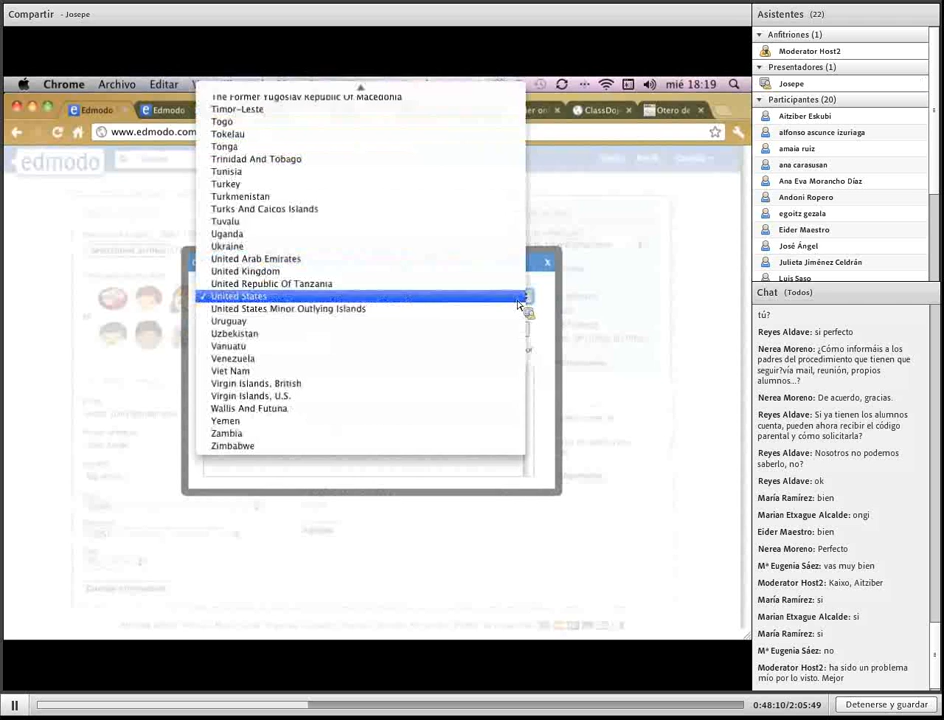 Compartir - Josepe
Chrome Archivo Editar
mié 18:19
Edmodo
Edmodo
ClassDo
Otero de
www.edmodo.com
edmodo
The Former Yugoslav Republic Of Macedonia
Timor-Leste
Togo
Tokelau
Tonga
Trinidad And Tobago
Tunisia
Turkey
Turkmenistan
Turks And Caicos Islands
Tuvalu
Uganda
Ukraine
United Arab Emirates
United Kingdom
United Republic Of Tanzania
✓ United States
United States Minor Outlying Islands
Uruguay
Uzbekistan
Vanuatu
Venezuela
Viet Nam
Virgin Islands, British
Virgin Islands, U.S.
Wallis And Futuna
Yemen
Zambia
Zimbabwe
X
Asistentes (22)
Anfitriones (1)
Moderator Host2
Presentadores (1)
Josepe
Participantes (20)
Aitziber Eskubi
alfonso ascunce izuriaga
amaia ruiz
ana carasusan
Ana Eva Morancho Díaz
Andoni Ropero
egoitz gezala
Eider Maestro
José Ángel
Julieta Jiménez Celdrán
Luis Saso
Chat (Todos)
tú?
Reyes Aldave: si perfecto
Nerea Moreno: ¿Cómo informáis a los
padres del procedimiento que tienen que
seguir?vía mail, reunión, propios
alumnos...?
Nerea Moreno: De acuerdo, gracias.
Reyes Aldave: Si ya tienen los alumnos
cuenta, pueden ahora recibir el código
parental y cómo solicitarla?
Reyes Aldave: Nosotros no podemos
saberlo, no?
Reyes Aldave: ok
María Ramírez: bien
Marian Etxague Alcalde: ongi
Eider Maestro: bien
Nerea Moreno: Perfecto
Mª Eugenia Sáez: vas muy bien
Moderator Host2: Kaixo, Aitziber
María Ramírez: si
Marian Etxague Alcalde: si
María Ramírez: si
Mª Eugenia Sáez: no
Moderator Host2: ha sido un problema
mío por lo visto. Mejor
0:48:10/2:05:49
Detenerse y guardar